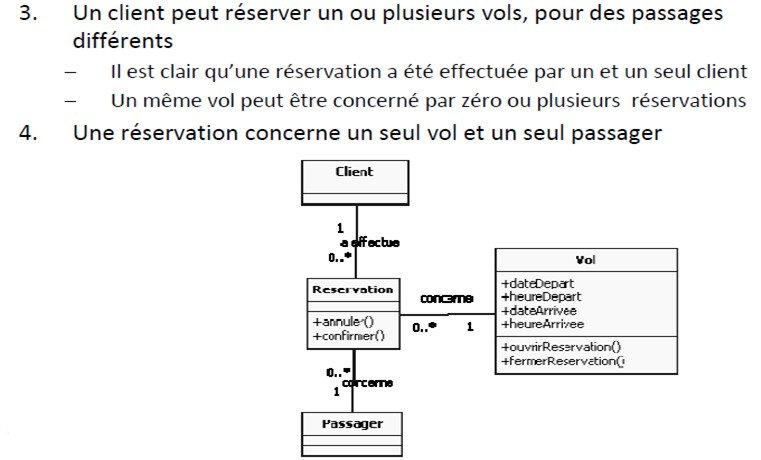 3. Un client peut réserver un ou plusieurs vols, pour des passages
différents
– Il est clir qu'une réservation a été effectuée par un et un seul client
– Un même vol peut être concerné par zéro ou plusieurs réservations
4. Une réservation concerne un seul vol et un seul passager
Client
1
a effectue
0..*
Reservation
+annuler()
+confirmer()
concerne
0..*
1
Vol
+dateDepart
+heureDepart
+dateArrivee
+heureArrivee
+ouvrirReservation()
+fermerReservation()
0..*
concerne
1
Passager